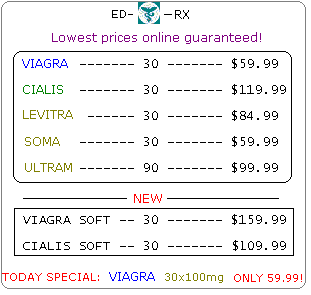 ED- -RX
Lowest prices online guaranteed!
VIAGRA ------- 30 ------- $59.99
CIALIS ------- 30 ------- $119.99
LEVITRA ------ 30 ------- $84.99
SOMA ------- 30 ------- $59.99
ULTRAM ------- 90 ------- $99.99
NEW
VIAGRA SOFT -- 30 ------- $159.99
CIALIS SOFT -- 30 ------- $109.99
TODAY SPECIAL: VIAGRA 30x100mg ONLY 59.99!